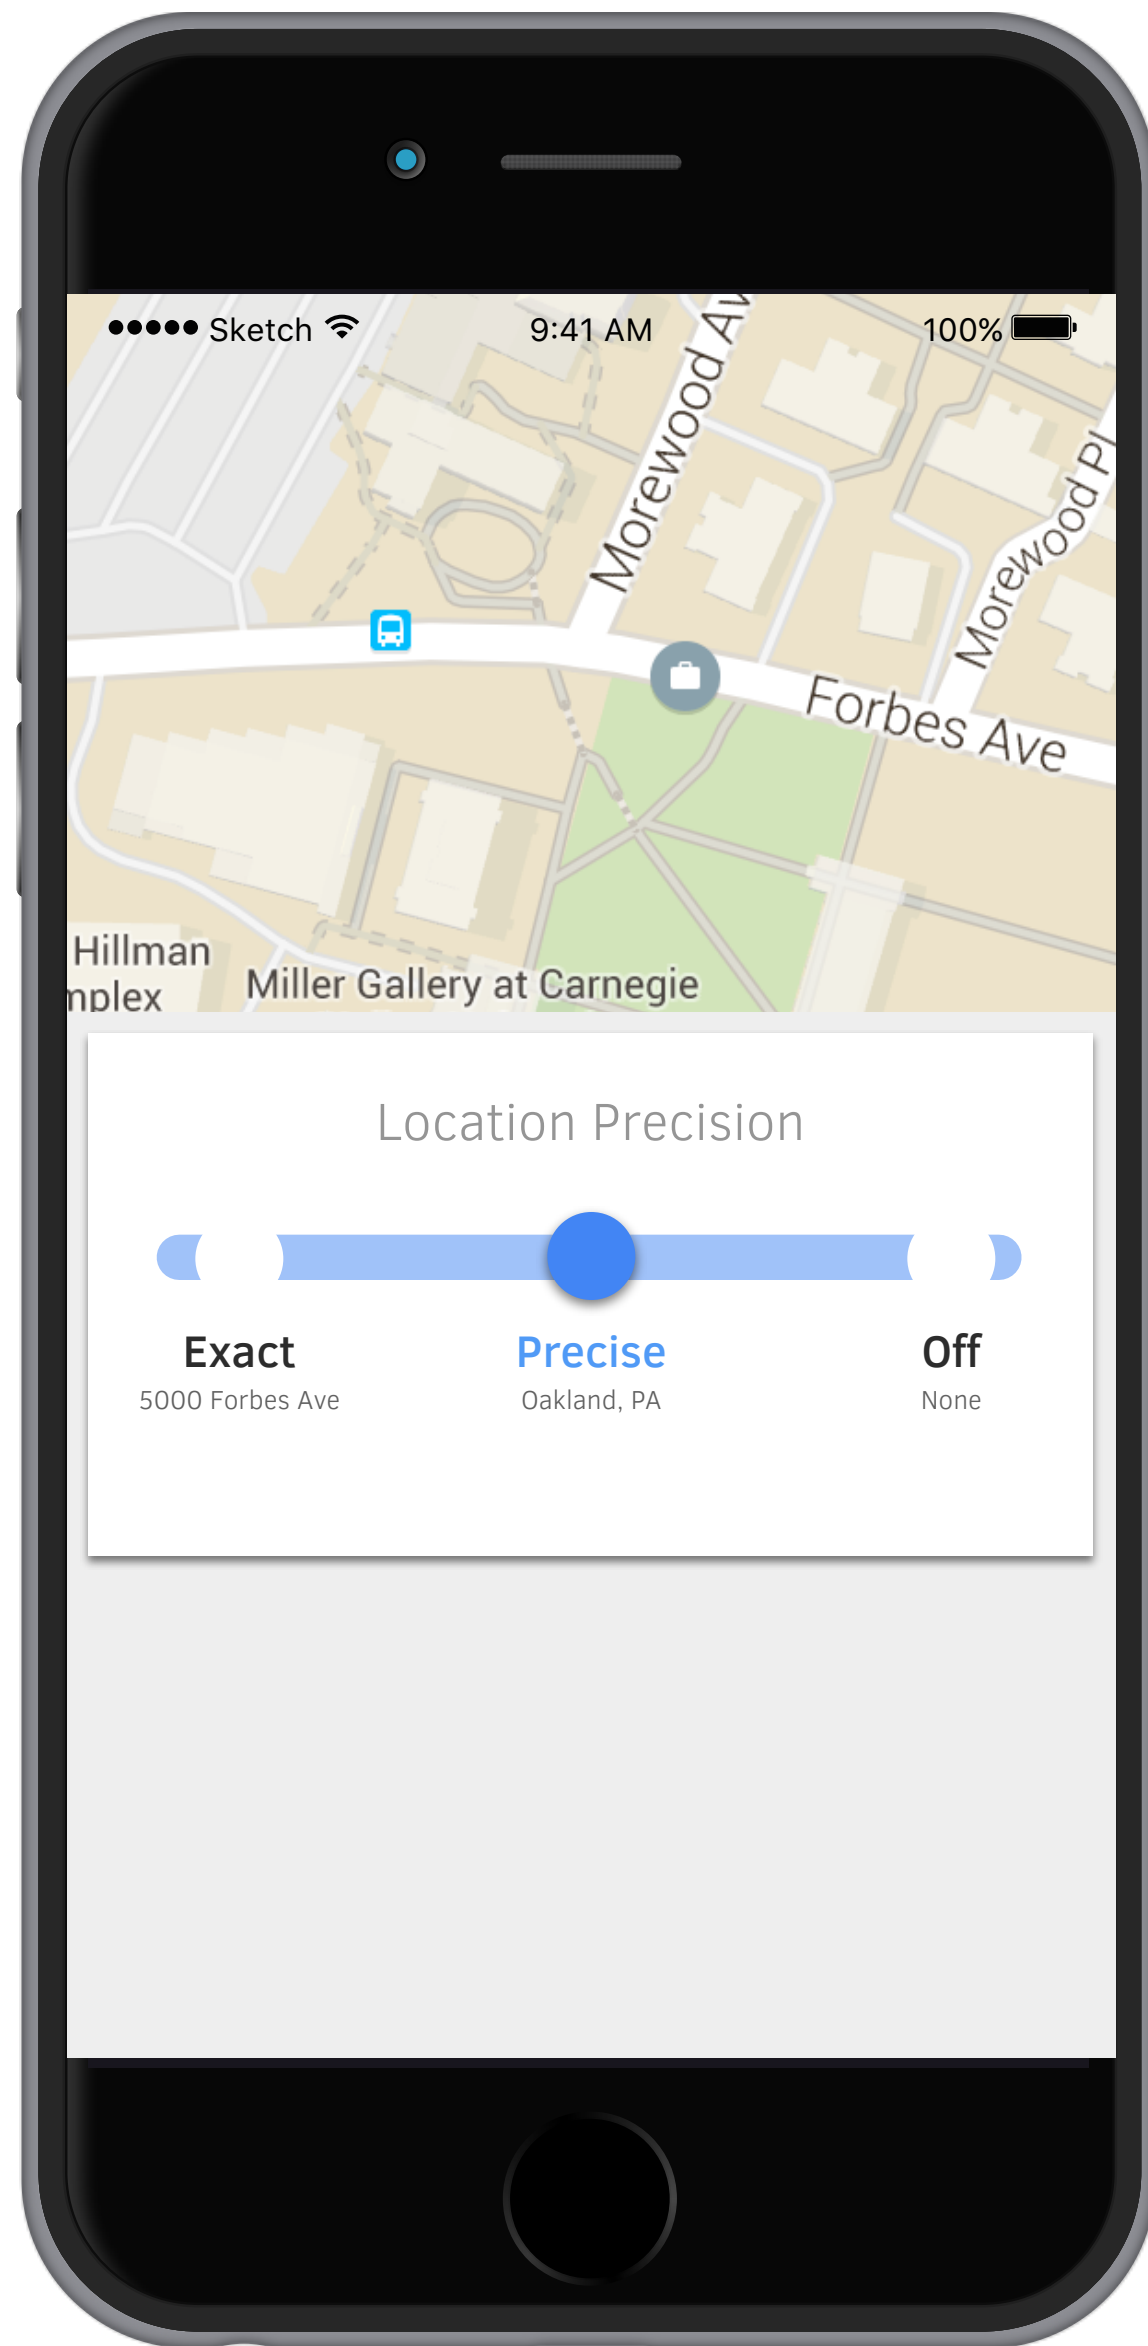 Sketch 9:41 AM 100%
Morewood Av
Morewood Pl
Forbes Ave
Hillman
mplex
Miller Gallery at Carnegie
Location Precision
Exact Precise Off
5000 Forbes Ave Oakland, PA None